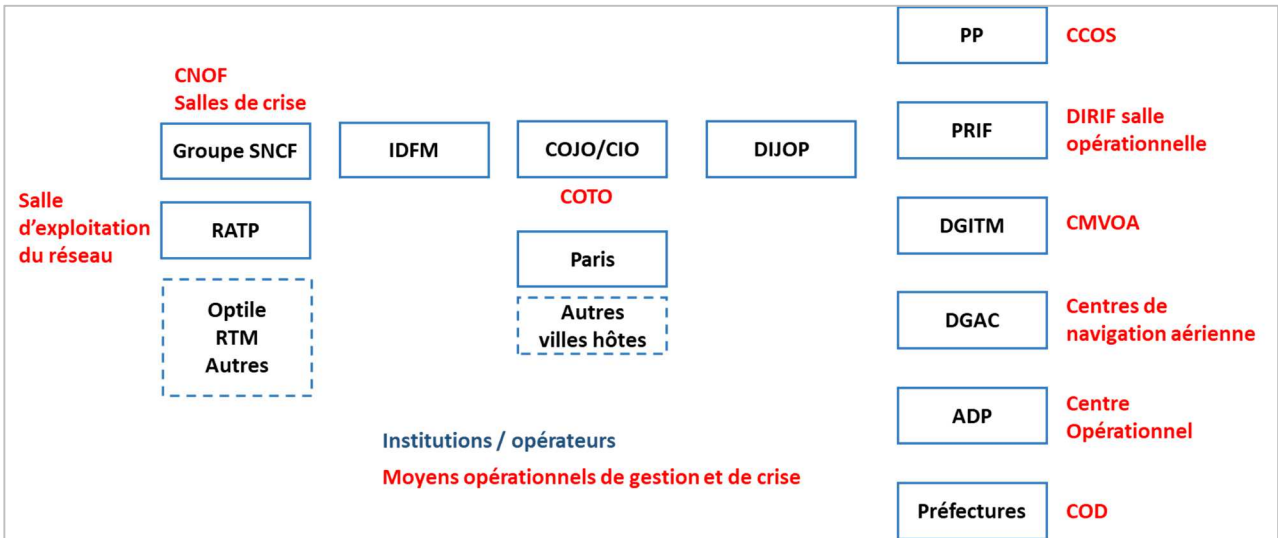 PP
CCOS
CNOF
Salles de crise
Groupe SNCF
IDFM
COJO/CIO
DIJOP
PRIF
DIRIF salle
opérationnelle
COTO
Salle
d’exploitation
du réseau
RATP
Paris
DGITM
CMVOA
Optile
RTM
Autres
Autres
villes hôtes
DGAC
Centres de
navigation aérienne
ADP
Centre
Opérationnel
Institutions / opérateurs
Moyens opérationnels de gestion et de crise
Préfectures
COD